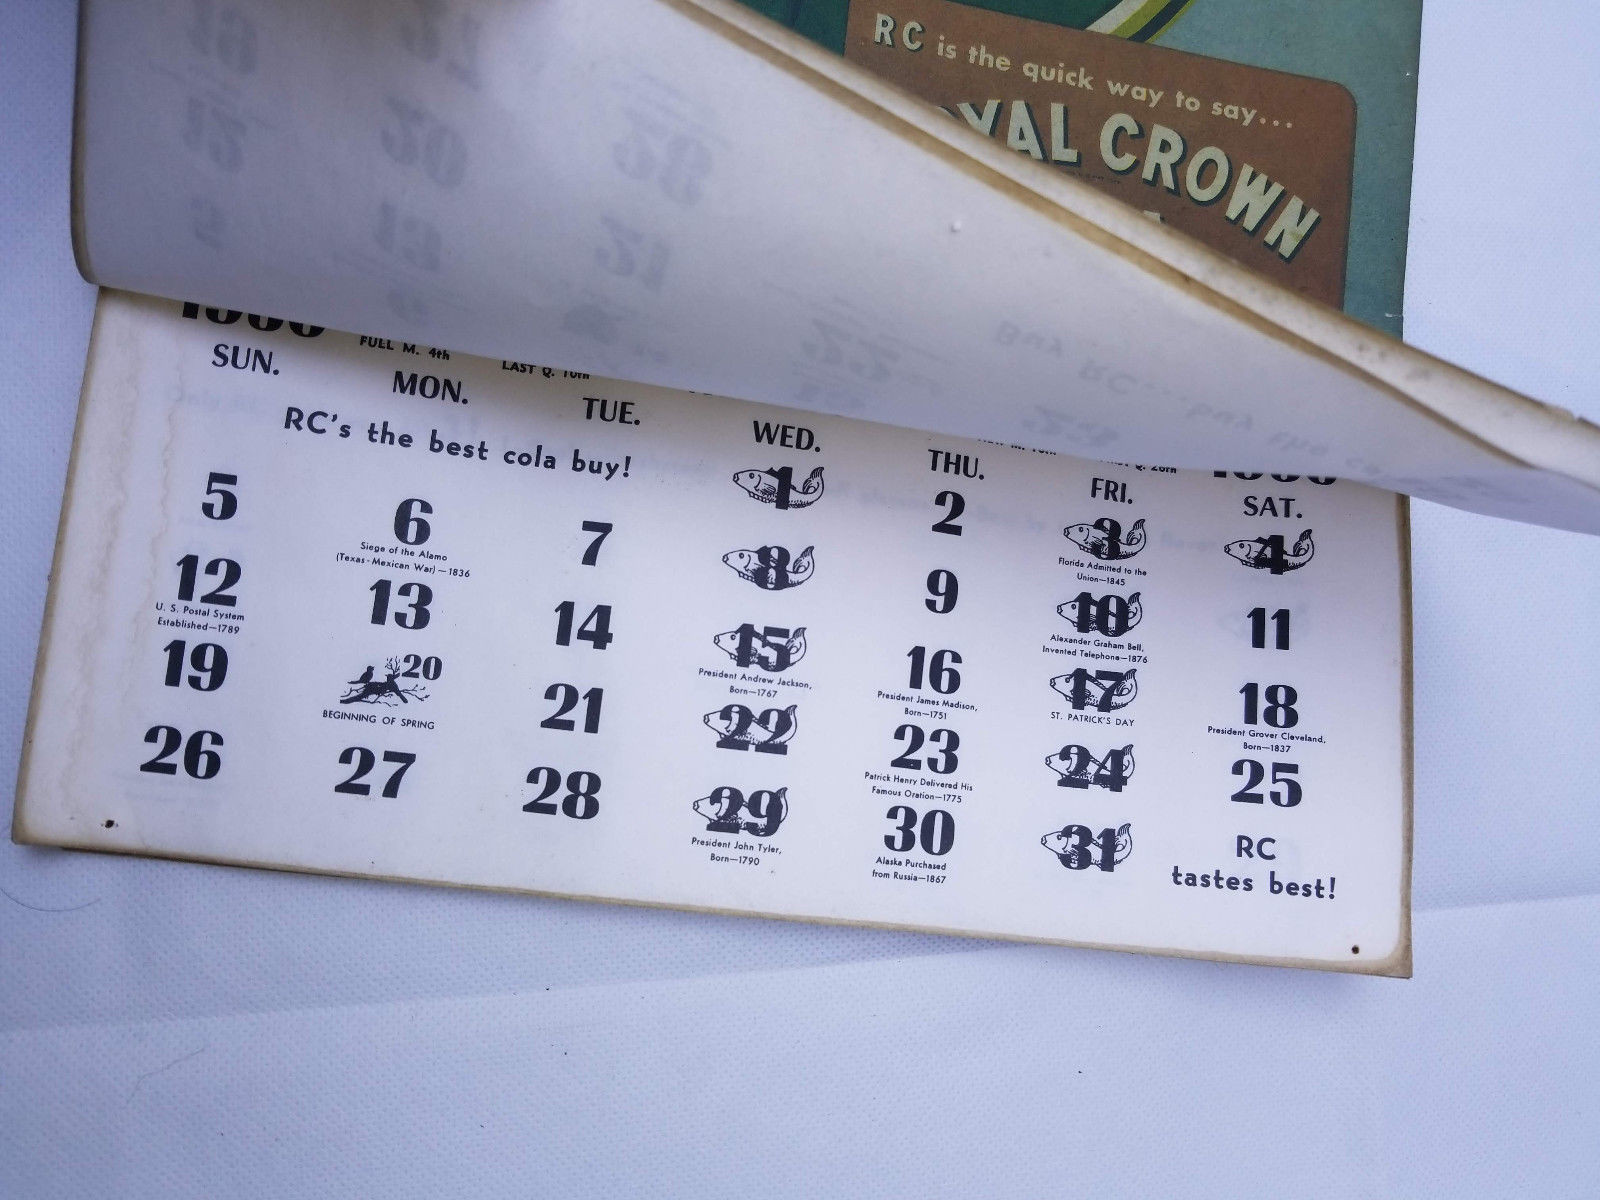 RC is the quick way to say...
CROWN
FULL M. 4th
LAST Q.
SUN. MON. TUE. WED. THU. FRI. SAT.
RC's the best cola buy!
1 2 3 4
Florida Admitted to the
Union—1845
5 6 7 8 9 10 11
Siege of the Alamo
(Texas-Mexican War)—1836
Alexander Graham Bell,
Invented Telephone—1876
12 13 14 15 16 17 18
U. S. Postal System
Established—1789
President Andrew Jackson,
Born—1767
President James Madison,
Born—1751
ST. PATRICK'S DAY
President Grover Cleveland,
Born—1837
19 20 21 22 23 24 25
BEGINNING OF SPRING
Patrick Henry Delivered His
Famous Oration—1775
26 27 28 29 30 31
President John Tyler,
Born—1790
Alaska Purchased
from Russia—1867
RC
tastes best!